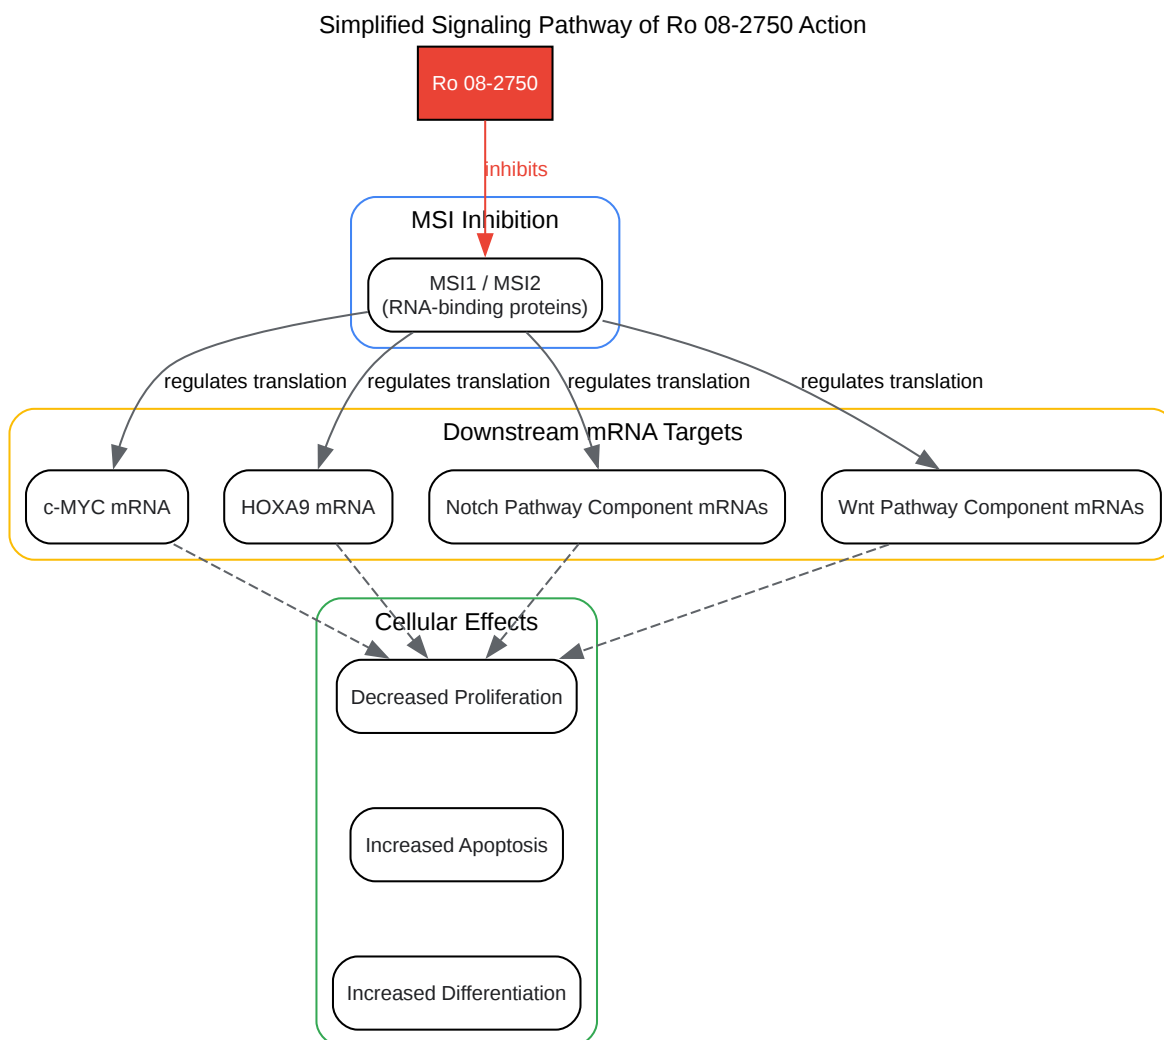 Simplified Signaling Pathway of Ro 08-2750 Action
Ro 08-2750
inhibits
MSI Inhibition
MSI1 / MSI2
(RNA-binding proteins)
regulates translation
regulates translation
regulates translation
regulates translation
Downstream mRNA Targets
c-MYC mRNA
HOXA9 mRNA
Notch Pathway Component mRNAs
Wnt Pathway Component mRNAs
Cellular Effects
Decreased Proliferation
Increased Apoptosis
Increased Differentiation